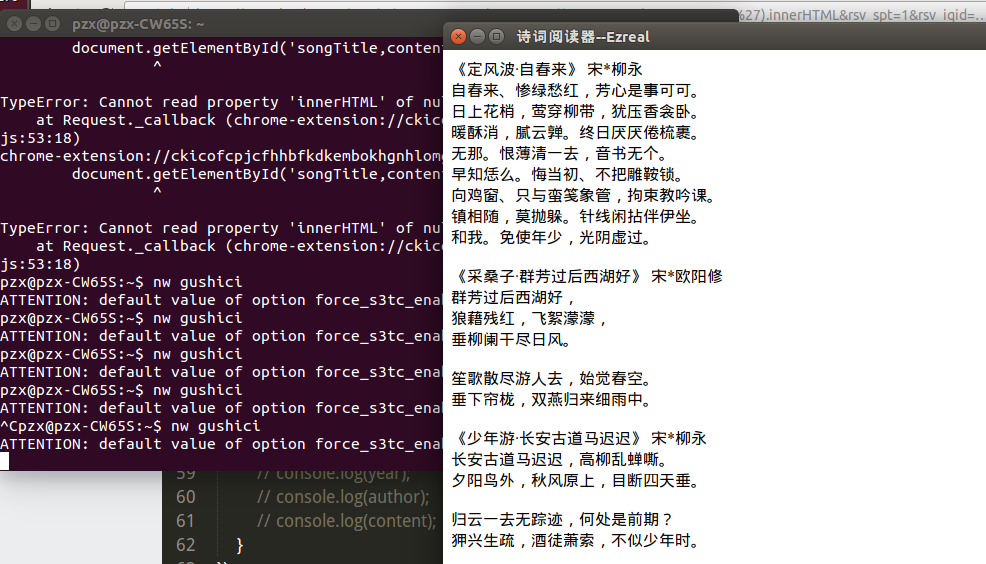 %27).innerHTML&rsv_spt=1&rsv_iqid=...
pzx@pzx-CW65S: ~
document.getElementById('songTitle,content
^
TypeError: Cannot read property 'innerHTML' of nu
at Request._callback (chrome-extension://ckico
js:53:18)
chrome-extension://ckicofcpjcfhhbfkdkembokhgnhlomg
document.getElementById('songTitle,content
^
TypeError: Cannot read property 'innerHTML' of nu
at Request._callback (chrome-extension://ckico
js:53:18)
pzx@pzx-CW65S:~$ nw gushici
ATTENTION: default value of option force_s3tc_enab
pzx@pzx-CW65S:~$ nw gushici
ATTENTION: default value of option force_s3tc_enab
pzx@pzx-CW65S:~$ nw gushici
ATTENTION: default value of option force_s3tc_enab
pzx@pzx-CW65S:~$ nw gushici
ATTENTION: default value of option force_s3tc_enab
^Cpzx@pzx-CW65S:~$ nw gushici
ATTENTION: default value of option force_s3tc_enab
59 // console.log(year);
60 // console.log(author);
61 // console.log(content);
62 }
诗词阅读器--Ezreal
《定风波·自春来》 宋*柳永
自春来、惨绿愁红，芳心是事可可。
日上花梢，莺穿柳带，犹压香衾卧。
暖酥消，腻云亸。终日厌厌倦梳裹。
无那。恨薄清一去，音书无个。
早知恁么。悔当初、不把雕鞍锁。
向鸡窗、只与蛮笺象管，拘束教吟课。
镇相随，莫抛躲。针线闲拈伴伊坐。
和我。免使年少，光阴虚过。
《采桑子·群芳过后西湖好》 宋*欧阳修
群芳过后西湖好，
狼藉残红，飞絮濛濛，
垂柳阑干尽日风。
笙歌散尽游人去，始觉春空。
垂下帘栊，双燕归来细雨中。
《少年游·长安古道马迟迟》 宋*柳永
长安古道马迟迟，高柳乱蝉嘶。
夕阳鸟外，秋风原上，目断四天垂。
归云一去无踪迹，何处是前期？
狎兴生疏，酒徒萧索，不似少年时。